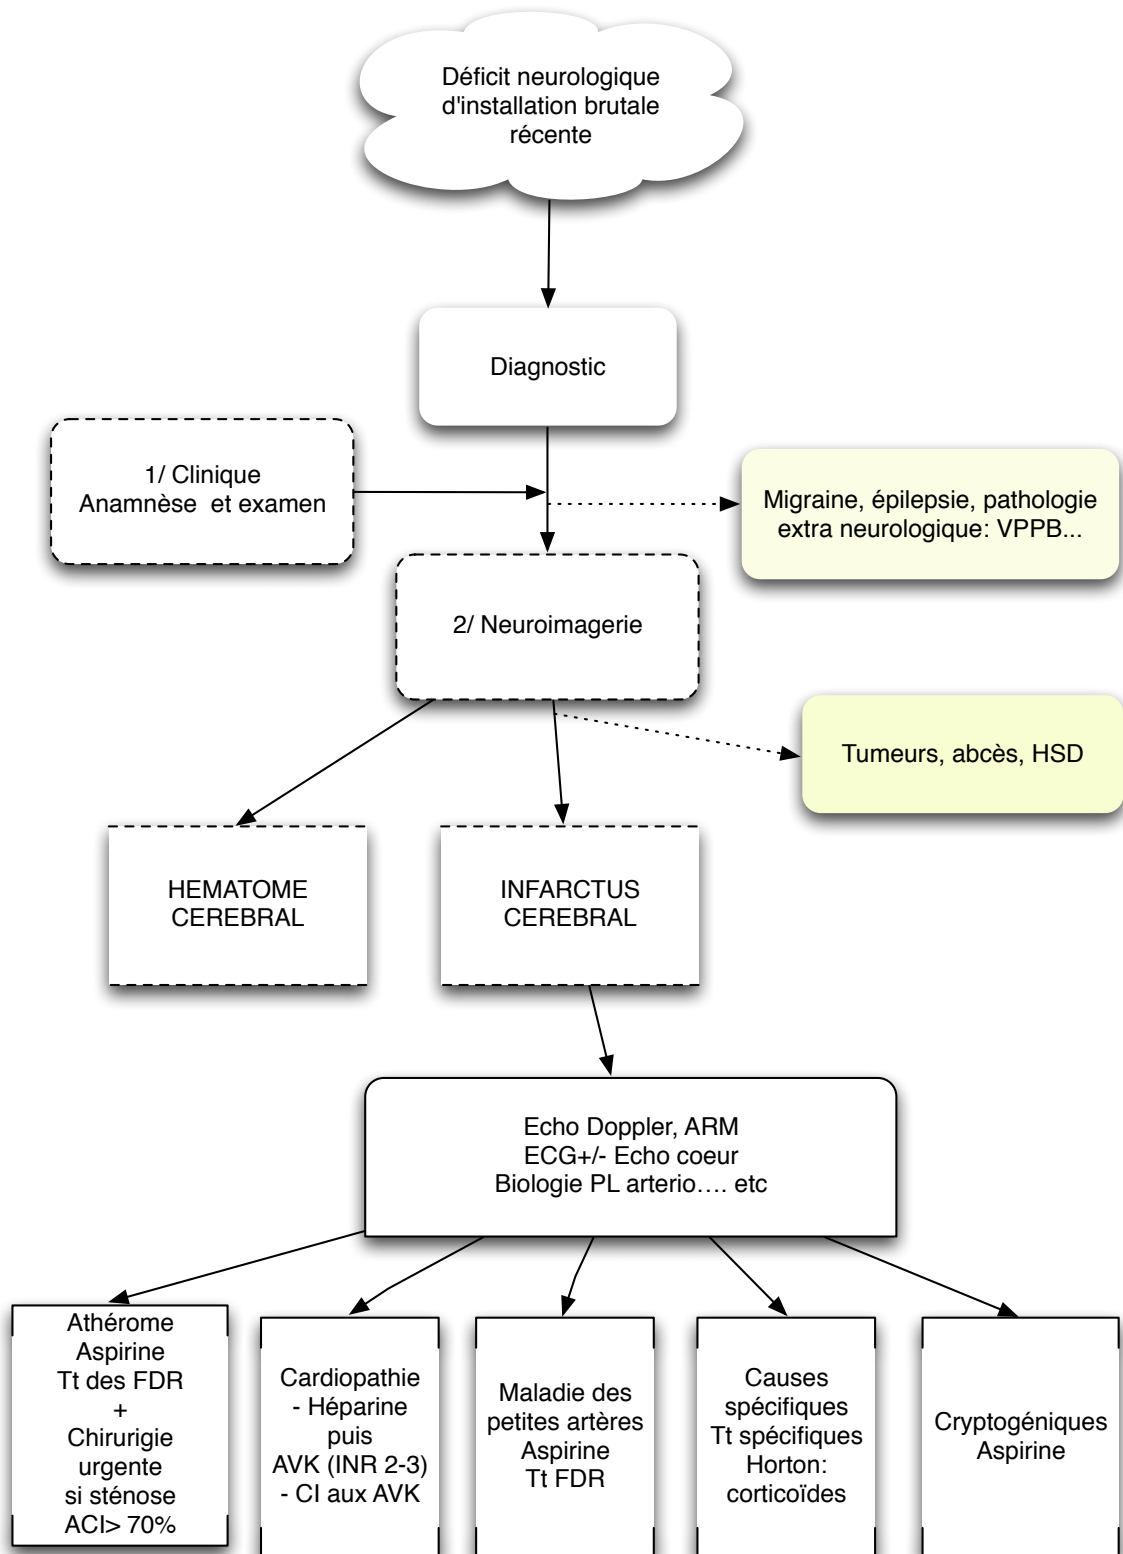 Déficit neurologique
d'installation brutale
récente
Diagnostic
1/ Clinique
Anamnèse et examen
Migraine, épilepsie, pathologie
extra neurologique: VPPB...
2/ Neuroimagerie
Tumeurs, abcès, HSD
HEMATOME
CEREBRAL
INFARCTUS
CEREBRAL
Echo Doppler, ARM
ECG+/- Echo coeur
Biologie PL arterio.... etc
Athérome
Aspirine
Tt des FDR
+
Chirurigie
urgente
si sténose
ACI> 70%
Cardiopathie
- Héparine
puis
AVK (INR 2-3)
- CI aux AVK
Maladie des
petites artères
Aspirine
Tt FDR
Causes
spécifiques
Tt spécifiques
Horton:
corticoïdes
Cryptogéniques
Aspirine